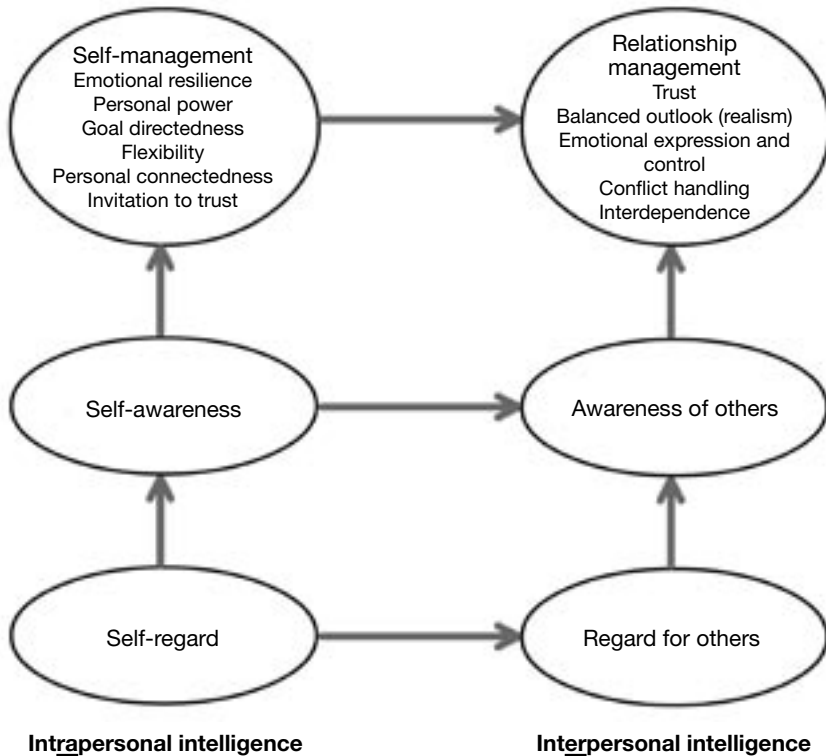 Self-management
Emotional resilience
Personal power
Goal directedness
Flexibility
Personal connectedness
Invitation to trust
Relationship
management
Trust
Balanced outlook (realism)
Emotional expression and
control
Conflict handling
Interdependence
Self-awareness
Awareness of others
Self-regard
Regard for others
Intrapersonal intelligence
Interpersonal intelligence